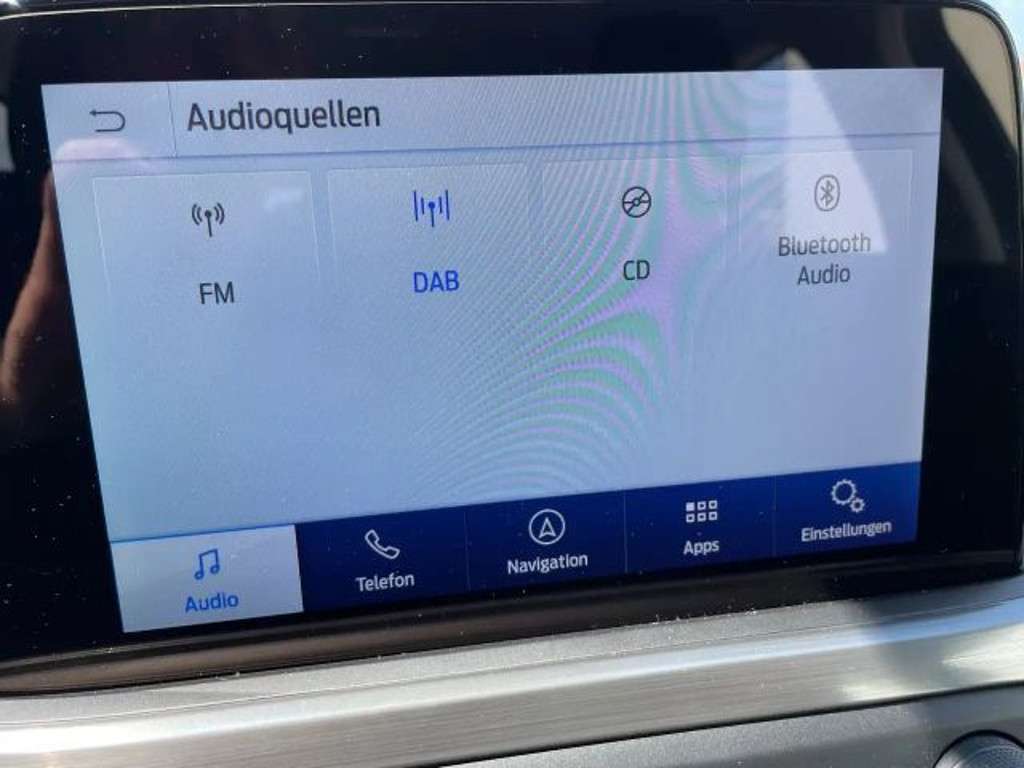 Audioquellen
FM
DAB
CD
Bluetooth
Audio
Audio
Telefon
Navigation
Apps
Einstellungen